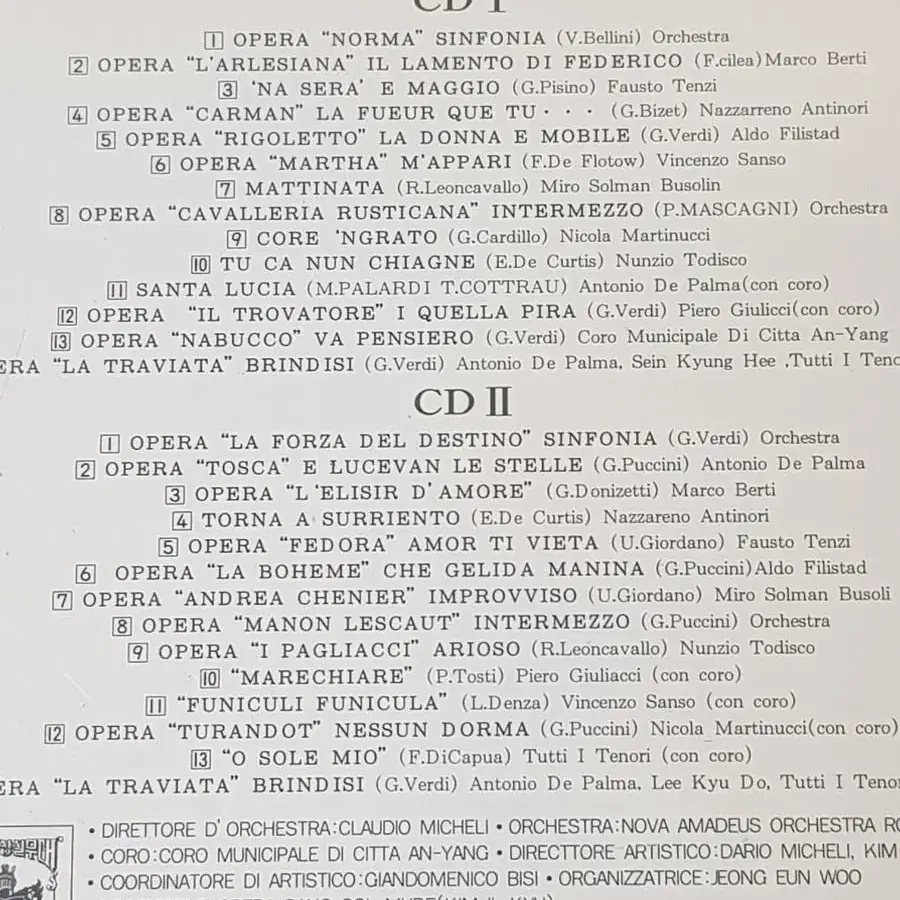 CD I
1 OPERA “NORMA” SINFONIA (V.Bellini) Orchestra
2 OPERA “L'ARLESIANA” IL LAMENTO DI FEDERICO (F.cilea)Marco Berti
3 ‘NA SERA’ E MAGGIO (G.Pisino) Fausto Tenzi
4 OPERA “CARMAN” LA FUEUR QUE TU・・・ (G.Bizet) Nazzarreno Antinori
5 OPERA “RIGOLETTO” LA DONNA E MOBILE (G.Verdi) Aldo Filistad
6 OPERA “MARTHA” M'APPARI (F.De Flotow) Vincenzo Sanso
7 MATTINATA (R.Leoncavallo) Miro Solman Busolin
8 OPERA “CAVALLERIA RUSTICANA” INTERMEZZO (P.MASCAGNI) Orchestra
9 CORE ‘NGRATO (G.Cardillo) Nicola Martinucci
10 TU CA NUN CHIAGNE (E.De Curtis) Nunzio Todisco
11 SANTA LUCIA (M.PALARDI T.COTTRAU) Antonio De Palma(con coro)
12 OPERA “IL TROVATORE” I QUELLA PIRA (G.Verdi) Piero Giulicci(con coro)
13 OPERA “NABUCCO” VA PENSIERO (G.Verdi) Coro Municipale Di Citta An-Yang
ERA “LA TRAVIATA” BRINDISI (G.Verdi) Antonio De Palma, Sein Kyung Hee ,Tutti I Teno
CD II
1 OPERA “LA FORZA DEL DESTINO” SINFONIA (G.Verdi) Orchestra
2 OPERA “TOSCA” E LUCEVAN LE STELLE (G.Puccini) Antonio De Palma
3 OPERA “L‘ELISIR D’AMORE” (G.Donizetti) Marco Berti
4 TORNA A SURRIENTO (E.De Curtis) Nazzareno Antinori
5 OPERA “FEDORA” AMOR TI VIETA (U.Giordano) Fausto Tenzi
6 OPERA “LA BOHEME” CHE GELIDA MANINA (G.Puccini)Aldo Filistad
7 OPERA “ANDREA CHENIER” IMPROVVISO (U.Giordano) Miro Solman Busoli
8 OPERA “MANON LESCAUT” INTERMEZZO (G.Puccini) Orchestra
9 OPERA “I PAGLIACCI” ARIOSO (R.Leoncavallo) Nunzio Todisco
10 “MARECHIARE” (P.Tosti) Piero Giuliacci (con coro)
11 “FUNICULI FUNICULA” (L.Denza) Vincenzo Sanso (con coro)
12 OPERA “TURANDOT” NESSUN DORMA (G.Puccini) Nicola Martinucci(con coro)
13 “O SOLE MIO” (F.DiCapua) Tutti I Tenori (con coro)
ERA “LA TRAVIATA” BRINDISI (G.Verdi) Antonio De Palma, Lee Kyu Do, Tutti I Tenor
• DIRETTORE D' ORCHESTRA:CLAUDIO MICHELI • ORCHESTRA:NOVA AMADEUS ORCHESTRA RO
• CORO:CORO MUNICIPALE DI CITTA AN-YANG • DIRECTTORE ARTISTICO:DARIO MICHELI, KIM
• COORDINATORE DI ARTISTICO:GIANDOMENICO BISI • ORGANIZZATRICE:JEONG EUN WOO